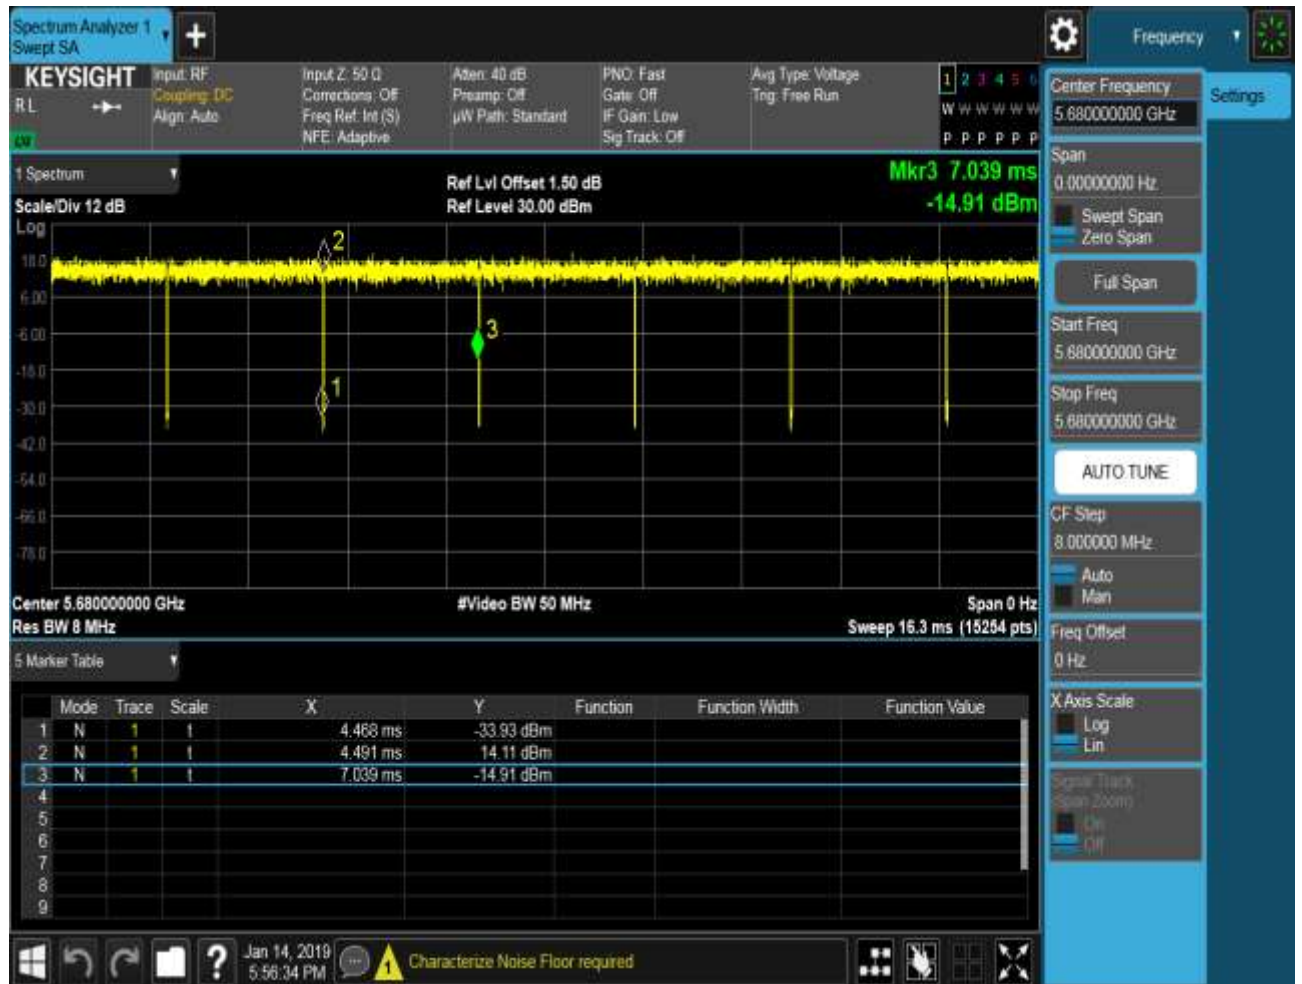 Spectrum Analyzer 1
Swept SA
+
Frequency
KEYSIGHT
RL
Input: RF
Coupling: DC
Align: Auto
Input Z: 50 Ω
Corrections: Off
Freq Ref: Int (S)
NFE: Adaptive
Atten: 40 dB
Preamp: Off
µW Path: Standard
PNO: Fast
Gate: Off
IF Gain: Low
Sig Track: Off
Avg Type: Voltage
Trig: Free Run
1 2 3 4 5 6
W W W W W W
P P P P P P
1 Spectrum
Scale/Div 12 dB
Log
Ref Lvl Offset 1.50 dB
Ref Level 30.00 dBm
Mkr3 7.039 ms
-14.91 dBm
18.0
6.00
-6.00
-18.0
-30.0
-42.0
-54.0
-66.0
-78.0
2
3
1
Center 5.680000000 GHz
#Video BW 50 MHz
Span 0 Hz
Res BW 8 MHz
Sweep 16.3 ms (15254 pts)
5 Marker Table
Mode Trace Scale X Y Function Function Width Function Value
1 N 1 t 4.468 ms -33.93 dBm
2 N 1 t 4.491 ms 14.11 dBm
3 N 1 t 7.039 ms -14.91 dBm
4
5
6
7
8
9
Center Frequency
5.680000000 GHz
Settings
Span
0.00000000 Hz
Swept Span
Zero Span
Full Span
Start Freq
5.680000000 GHz
Stop Freq
5.680000000 GHz
AUTO TUNE
CF Step
8.000000 MHz
Auto
Man
Freq Offset
0 Hz
X Axis Scale
Log
Lin
Signal Track
(Span Zoom)
On
Off
?
Jan 14, 2019
5:56:34 PM
1
Characterize Noise Floor required